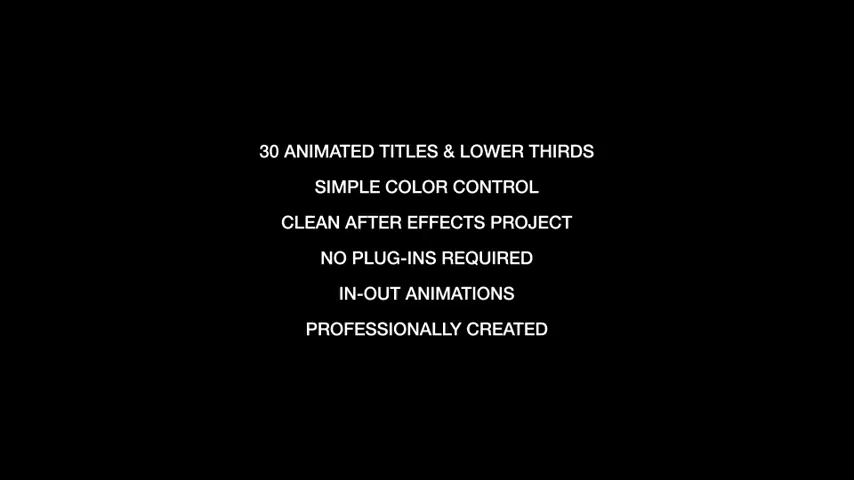 30 ANIMATED TITLES & LOWER THIRDS
SIMPLE COLOR CONTROL
CLEAN AFTER EFFECTS PROJECT
NO PLUG-INS REQUIRED
IN-OUT ANIMATIONS
PROFESSIONALLY CREATED